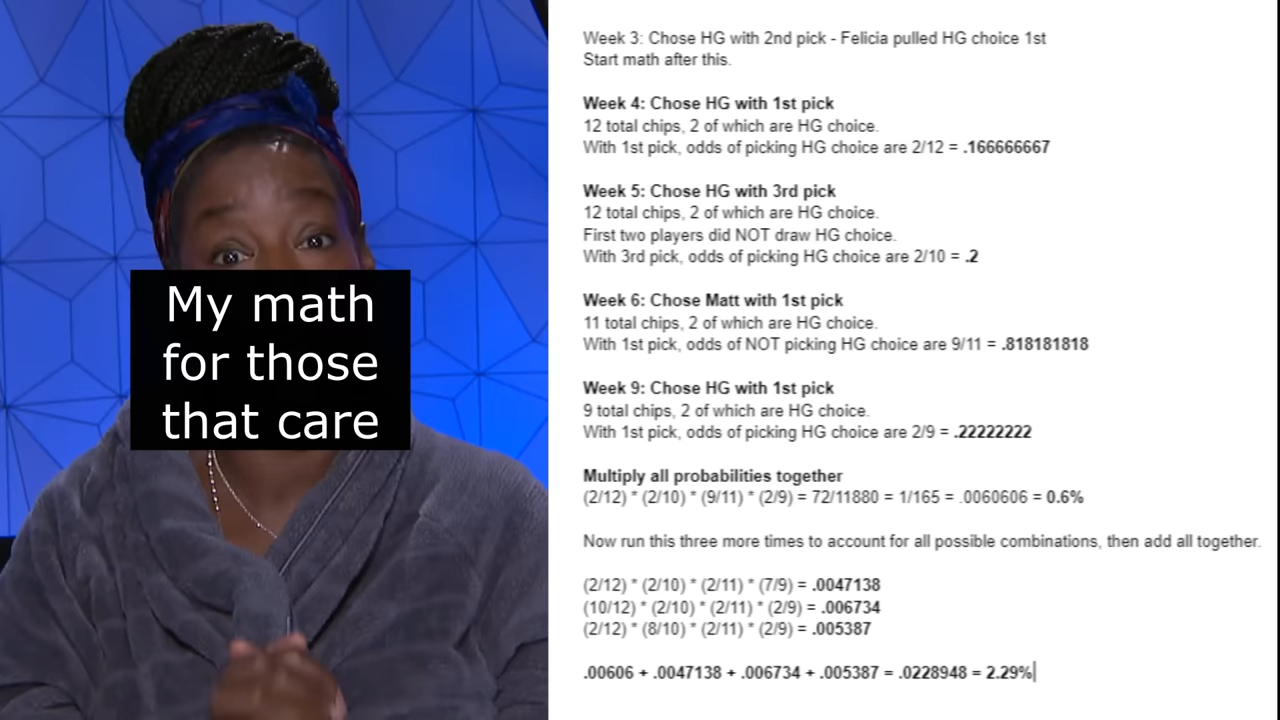 My math
for those
that care
Week 3: Chose HG with 2nd pick - Felicia pulled HG choice 1st
Start math after this.
Week 4: Chose HG with 1st pick
12 total chips, 2 of which are HG choice.
With 1st pick, odds of picking HG choice are 2/12 = .166666667
Week 5: Chose HG with 3rd pick
12 total chips, 2 of which are HG choice.
First two players did NOT draw HG choice.
With 3rd pick, odds of picking HG choice are 2/10 = .2
Week 6: Chose Matt with 1st pick
11 total chips, 2 of which are HG choice.
With 1st pick, odds of NOT picking HG choice are 9/11 = .818181818
Week 9: Chose HG with 1st pick
9 total chips, 2 of which are HG choice.
With 1st pick, odds of picking HG choice are 2/9 = .22222222
Multiply all probabilities together
(2/12) * (2/10) * (9/11) * (2/9) = 72/11880 = 1/165 = .0060606 = 0.6%
Now run this three more times to account for all possible combinations, then add all together.
(2/12) * (2/10) * (2/11) * (7/9) = .0047138
(10/12) * (2/10) * (2/11) * (2/9) = .006734
(2/12) * (8/10) * (2/11) * (2/9) = .005387
.00606 + .0047138 + .006734 + .005387 = .0228948 = 2.29%